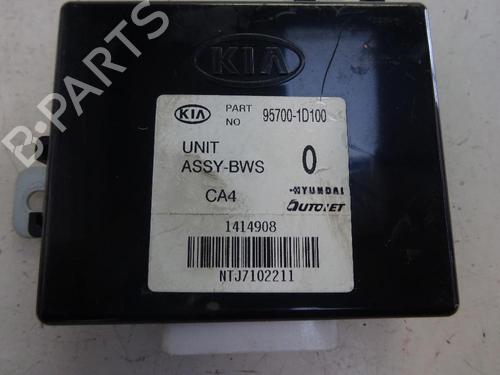 KIA
KIA PART NO 95700-1D100
UNIT
ASSY-BWS 0
CA4 HYUNDAI
AUTONET
1414908
NTJ7102211
B-PARTS